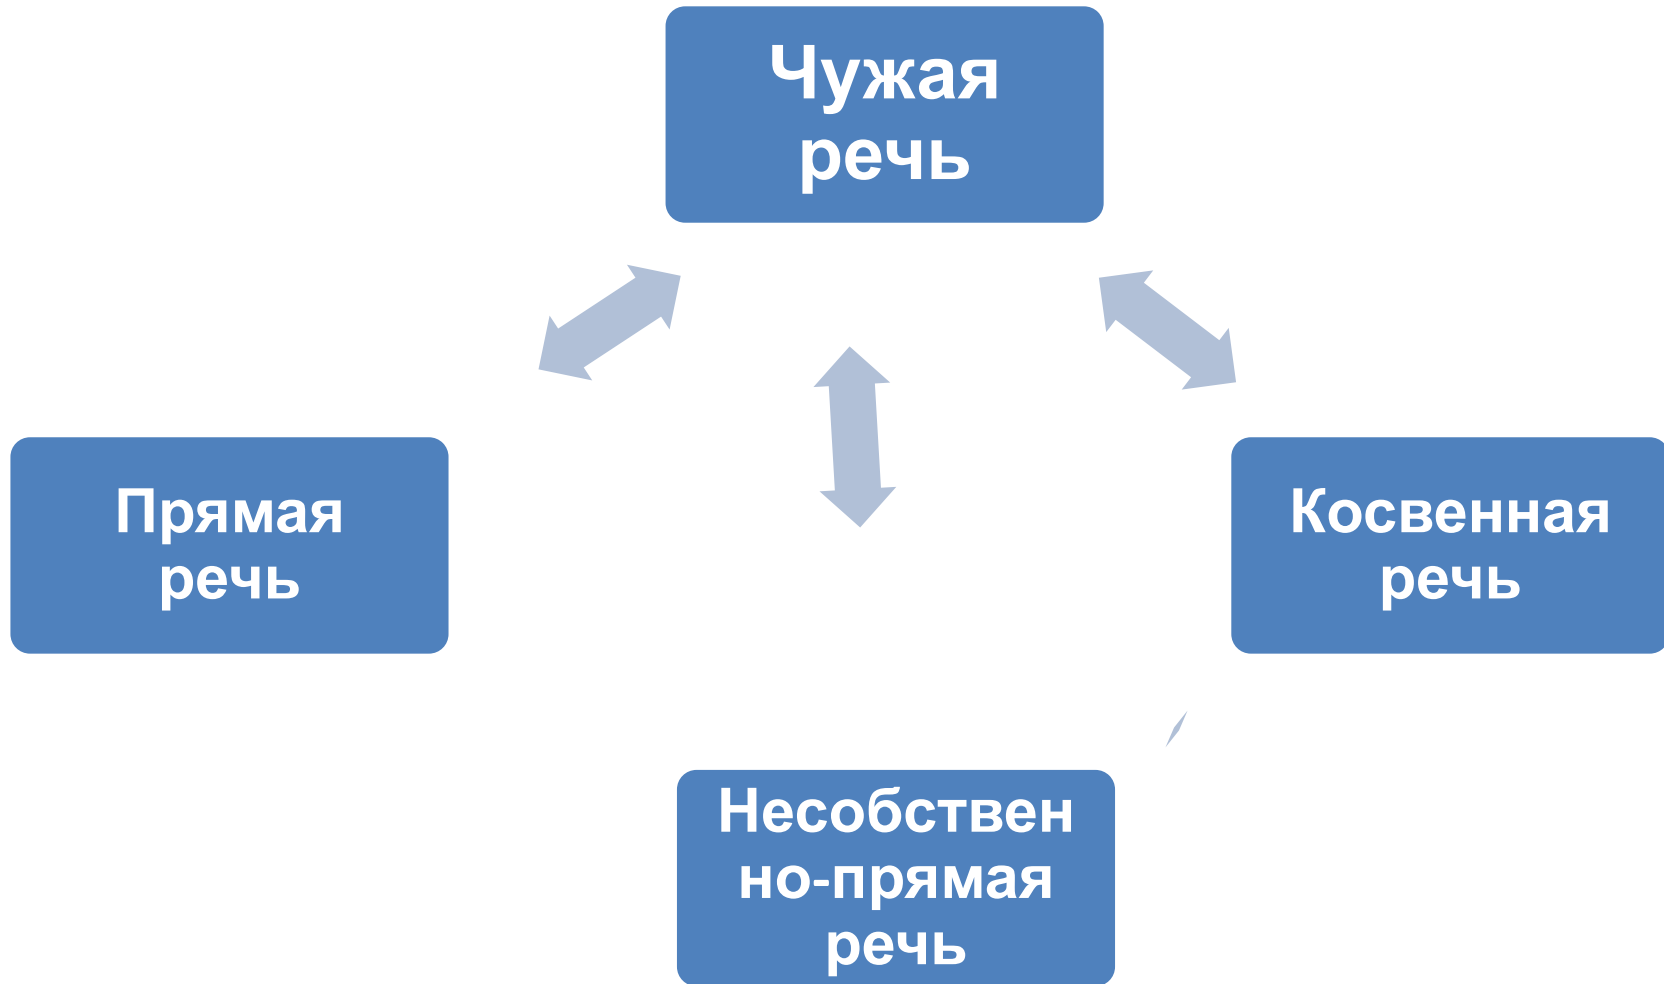 Чужая
речь
Прямая
речь
Косвенная
речь
Несобствен
но-прямая
речь